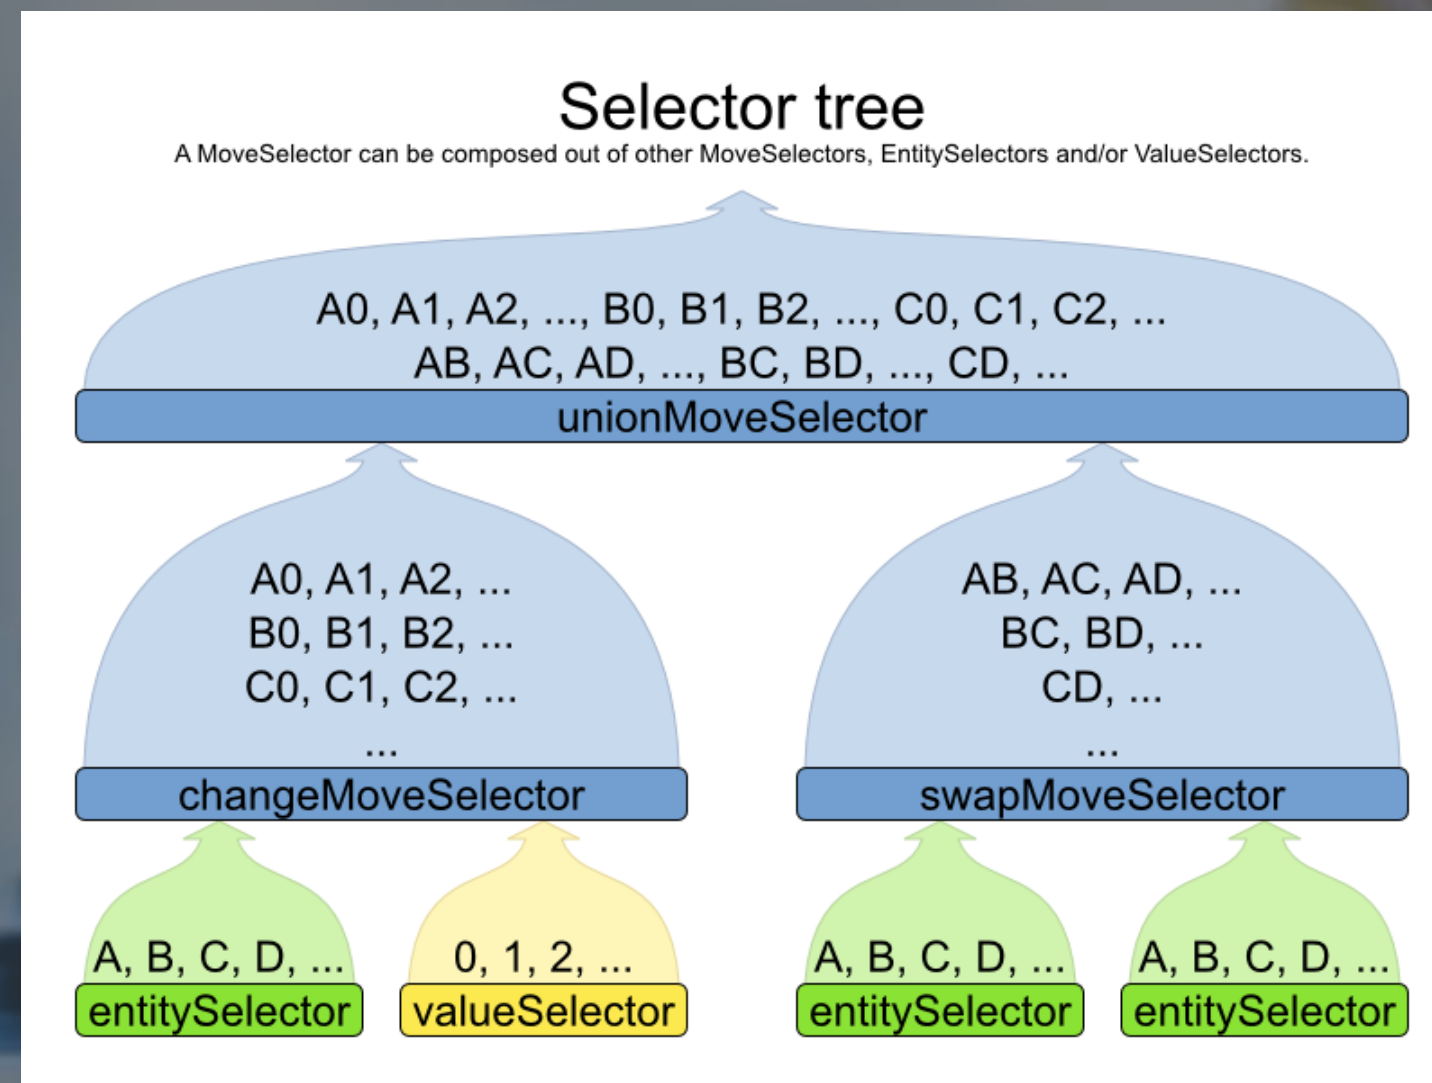 Selector tree
A MoveSelector can be composed out of other MoveSelectors, EntitySelectors and/or ValueSelectors.
A0, A1, A2, ..., B0, B1, B2, ..., C0, C1, C2, ...
AB, AC, AD, ..., BC, BD, ..., CD, ...
unionMoveSelector
A0, A1, A2, ...
B0, B1, B2, ...
C0, C1, C2, ...
...
changeMoveSelector
AB, AC, AD, ...
BC, BD, ...
CD, ...
...
swapMoveSelector
A, B, C, D, ...
entitySelector
0, 1, 2, ...
valueSelector
A, B, C, D, ...
entitySelector
A, B, C, D, ...
entitySelector